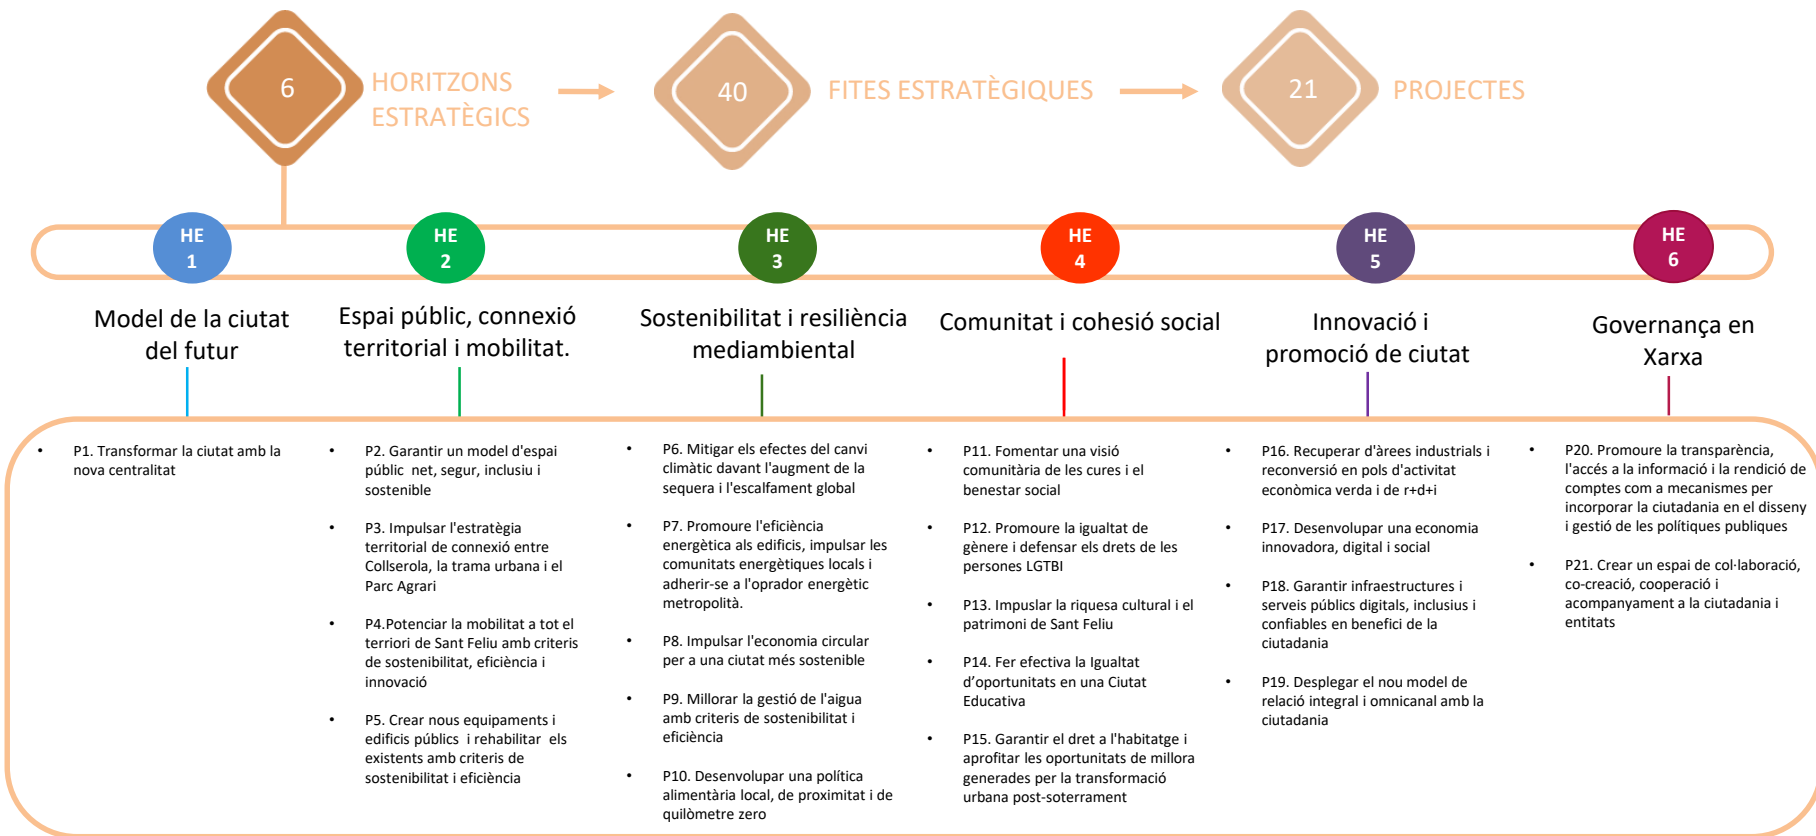 6
HORITZONS
ESTRATÈGICS
40
FITES ESTRATÈGIQUES
21
PROJECTES
HE
1
HE
2
HE
3
HE
4
HE
5
HE
6
Model de la ciutat
del futur
Espai públic, connexió
territorial i mobilitat.
Sostenibilitat i resiliència
mediambiental
Comunitat i cohesió social
Innovació i
promoció de ciutat
Governança en
Xarxa
• P1. Transformar la ciutat amb la
nova centralitat
• P2. Garantir un model d'espai
públic net, segur, inclusiu i
sostenible
• P3. Impulsar l'estratègia
territorial de connexió entre
Collserola, la trama urbana i el
Parc Agrari
• P4.Potenciar la mobilitat a tot el
terriori de Sant Feliu amb criteris
de sostenibilitat, eficiència i
innovació
• P5. Crear nous equipaments i
edificis públics i rehabilitar els
existents amb criteris de
sostenibilitat i eficiència
• P6. Mitigar els efectes del canvi
climàtic davant l'augment de la
sequera i l'escalfament global
• P7. Promoure l'eficiència
energètica als edificis, impulsar les
comunitats energètiques locals i
adherir-se a l'oprador energètic
metropolità.
• P8. Impulsar l'economia circular
per a una ciutat més sostenible
• P9. Millorar la gestió de l'aigua
amb criteris de sostenibilitat i
eficiència
• P10. Desenvolupar una política
alimentària local, de proximitat i de
quilòmetre zero
• P11. Fomentar una visió
comunitària de les cures i el
benestar social
• P12. Promoure la igualtat de
gènere i defensar els drets de les
persones LGTBI
• P13. Impuslar la riquesa cultural i el
patrimoni de Sant Feliu
• P14. Fer efectiva la Igualtat
d’oportunitats en una Ciutat
Educativa
• P15. Garantir el dret a l'habitatge i
aprofitar les oportunitats de millora
generades per la transformació
urbana post-soterrament
• P16. Recuperar d'àrees industrials i
reconversió en pols d'activitat
econòmica verda i de r+d+i
• P17. Desenvolupar una economia
innovadora, digital i social
• P18. Garantir infraestructures i
serveis públics digitals, inclusius i
confiables en benefici de la
ciutadania
• P19. Desplegar el nou model de
relació integral i omnicanal amb la
ciutadania
• P20. Promoure la transparència,
l'accés a la informació i la rendició de
comptes com a mecanismes per
incorporar la ciutadania en el disseny
i gestió de les polítiques publiques
• P21. Crear un espai de col·laboració,
co-creació, cooperació i
acompanyament a la ciutadania i
entitats